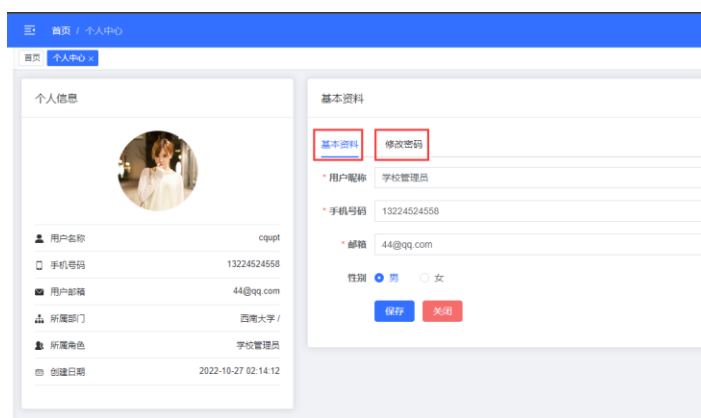 首页 / 个人中心
首页 个人中心 ×
个人信息
用户名称 cqupt
手机号码 13224524558
用户邮箱 44@qq.com
所属部门 西南大学 /
所属角色 学校管理员
创建日期 2022-10-27 02:14:12
基本资料
基本资料 修改密码
* 用户昵称 学校管理员
* 手机号码 13224524558
* 邮箱 44@qq.com
性别 男 女
保存 关闭